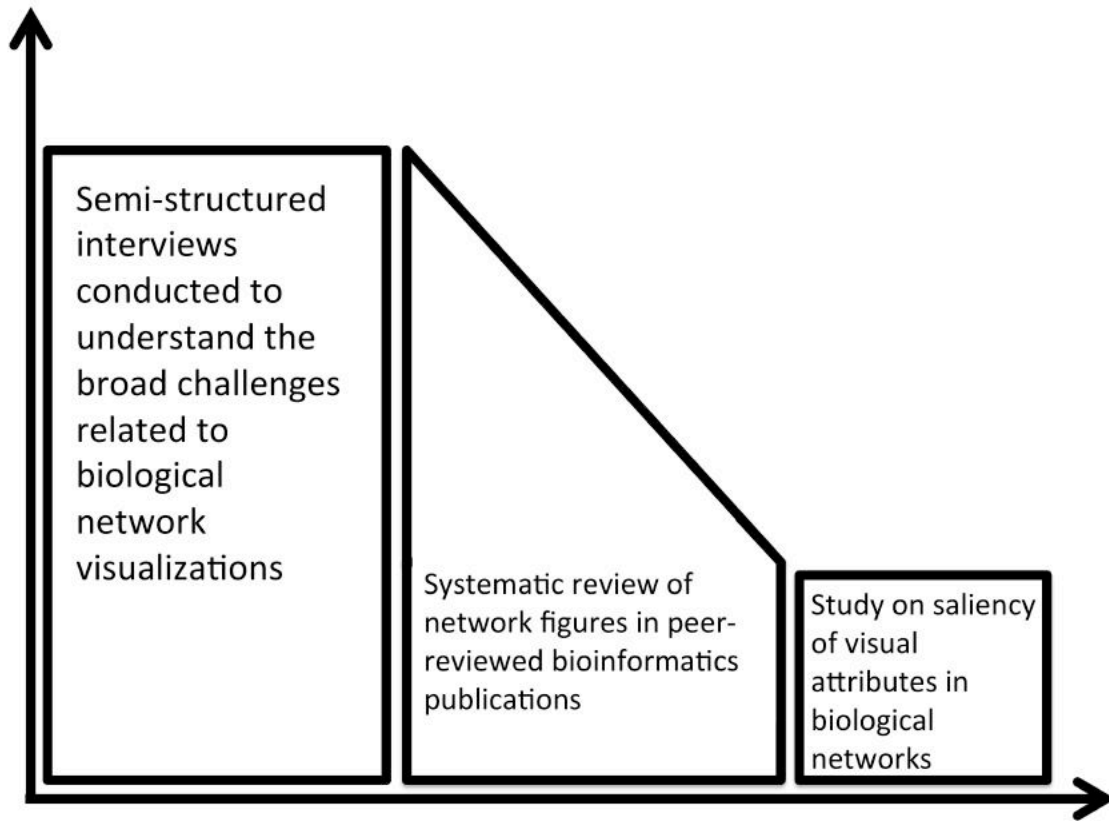 Semi-structured
interviews
conducted to
understand the
broad challenges
related to
biological
network
visualizations
Systematic review of
network figures in peer-
reviewed bioinformatics
publications
Study on saliency
of visual
attributes in
biological
networks